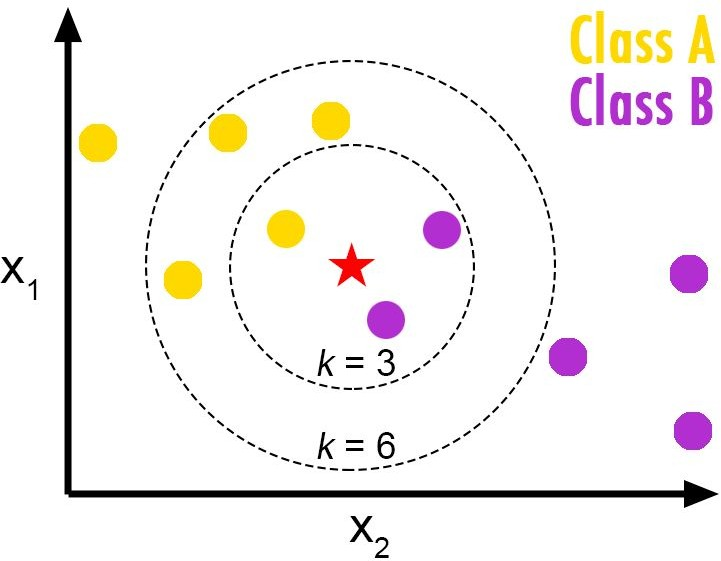 Class A
Class B
x1
k = 3
k = 6
x2